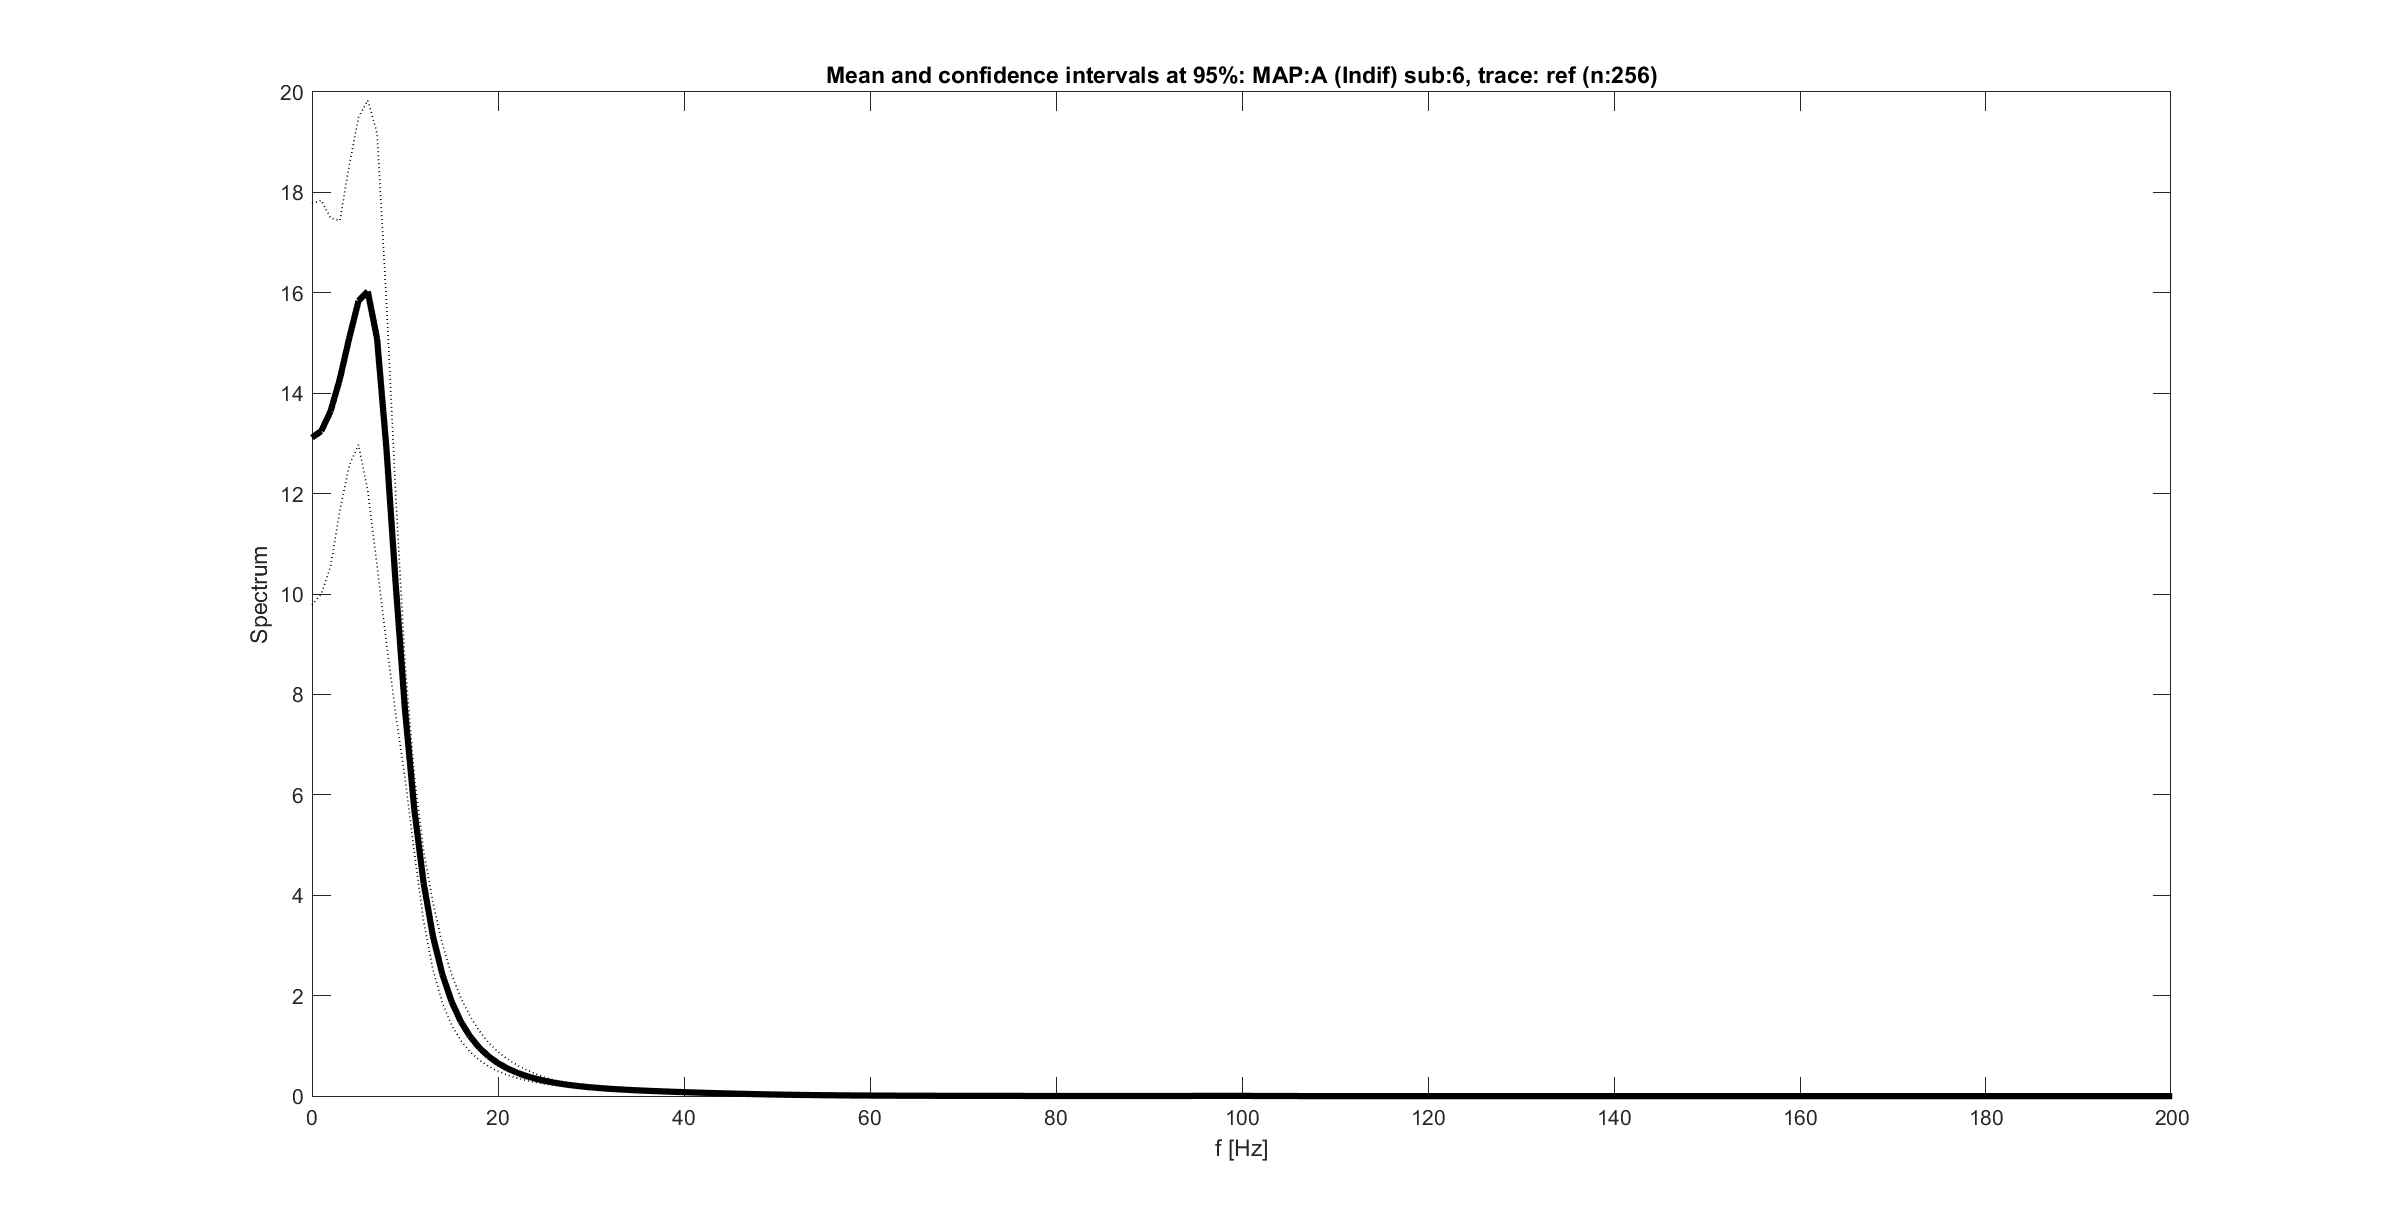 Mean and confidence intervals at 95%: MAP:A (Indif) sub:6, trace: ref (n:256)
20
18
16
14
12
10
8
6
4
2
0
Spectrum
0 20 40 60 80 100 120 140 160 180 200
f [Hz]